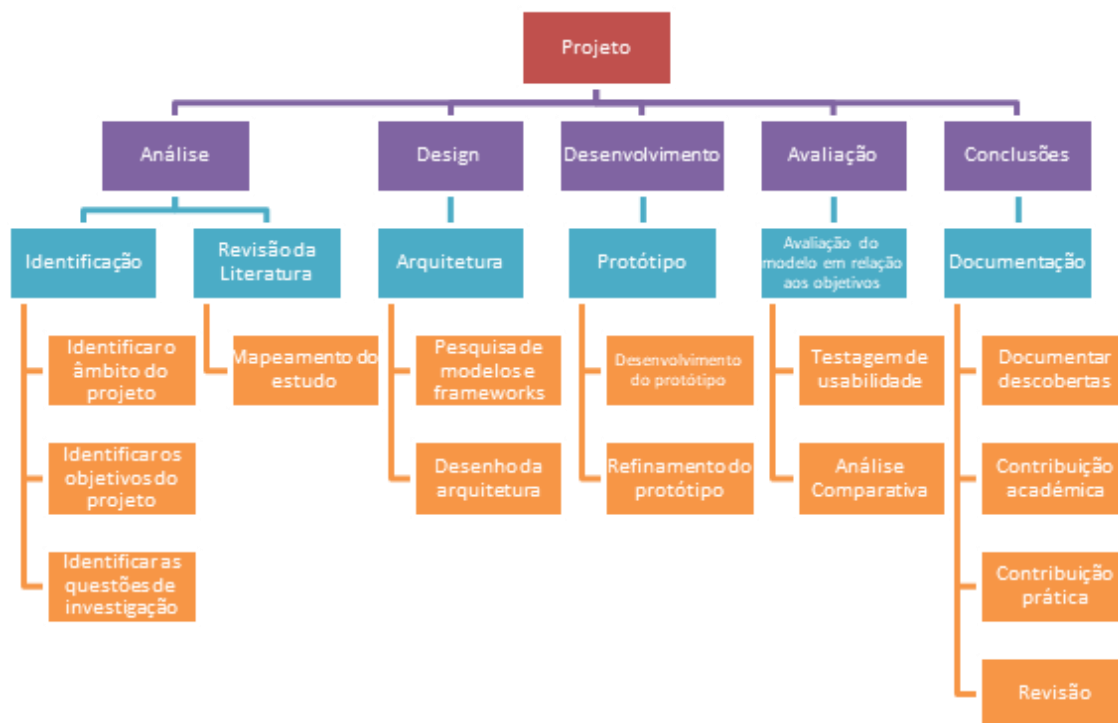 Projeto
Análise
Design
Desenvolvimento
Avaliação
Conclusões
Identificação
Revisão da
Literatura
Arquitetura
Protótipo
Avaliação do
modelo em relação
aos objetivos
Documentação
Identificar o
âmbito do
projeto
Mapeamento do
estudo
Pesquisa de
modelos e
frameworks
Desenvolvimento
do protótipo
Testagem de
usabilidade
Documentar
descobertas
Identificar os
objetivos do
projeto
Desenho da
arquitetura
Refinamento do
protótipo
Análise
Comparativa
Contribuição
académica
Identificar as
questões de
investigação
Contribuição
prática
Revisão